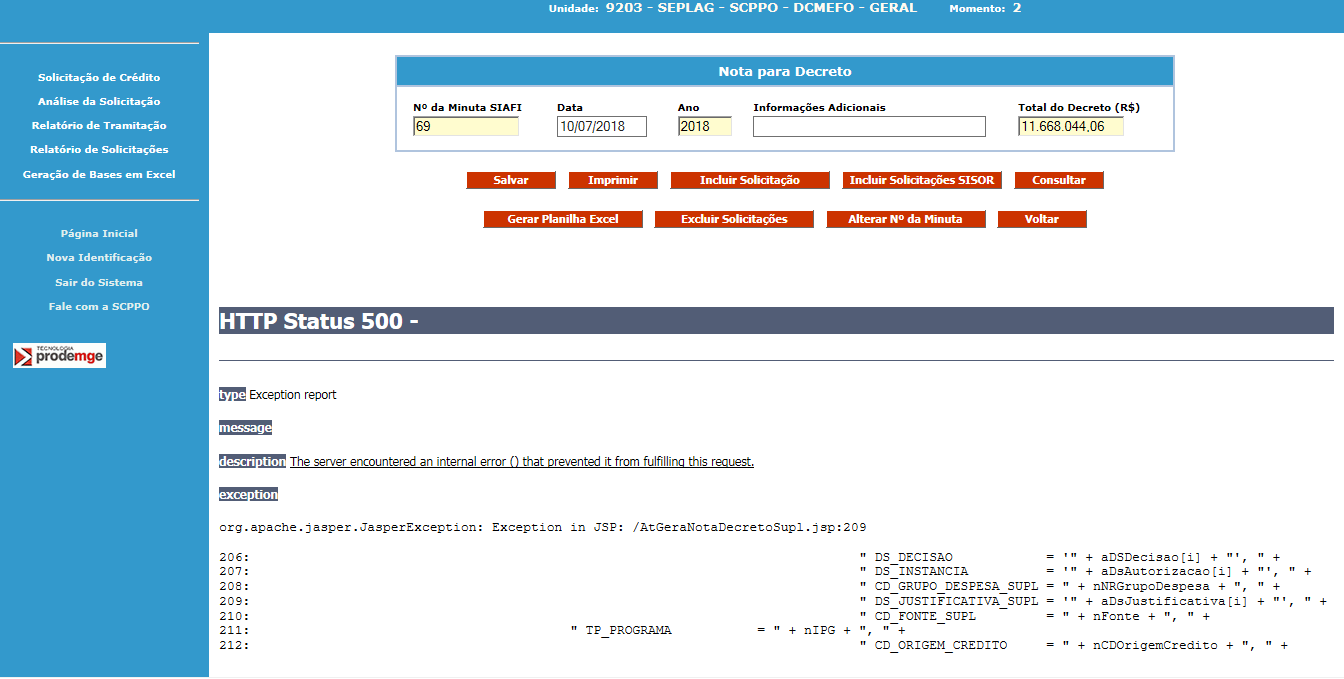 Unidade: 9203 - SEPLAG - SCPPO - DCMEFO - GERAL Momento: 2
Solicitação de Crédito
Análise da Solicitação
Relatório de Tramitação
Relatório de Solicitações
Geração de Bases em Excel
Página Inicial
Nova Identificação
Sair do Sistema
Fale com a SCPPO
TECNOLOGIA
prodemge
Nota para Decreto
Nº da Minuta SIAFI Data Ano Informações Adicionais Total do Decreto (R$)
69 10/07/2018 2018 11.668.044,06
Salvar Imprimir Incluir Solicitação Incluir Solicitações SISOR Consultar
Gerar Planilha Excel Excluir Solicitações Alterar Nº da Minuta Voltar
HTTP Status 500 -
type Exception report
message
description The server encountered an internal error () that prevented it from fulfilling this request.
exception
org.apache.jasper.JasperException: Exception in JSP: /AtGeraNotaDecretoSupl.jsp:209
206: " DS_DECISAO = '" + aDSDecisao[i] + "', " +
207: " DS_INSTANCIA = '" + aDsAutorizacao[i] + "', " +
208: " CD_GRUPO_DESPESA_SUPL = " + nNRGrupoDespesa + ", " +
209: " DS_JUSTIFICATIVA_SUPL = '" + aDsJustificativa[i] + "', " +
210: " CD_FONTE_SUPL = " + nFonte + ", " +
211: " TP_PROGRAMA = " + nIPG + ", " +
212: " CD_ORIGEM_CREDITO = " + nCDOrigemCredito + ", " +